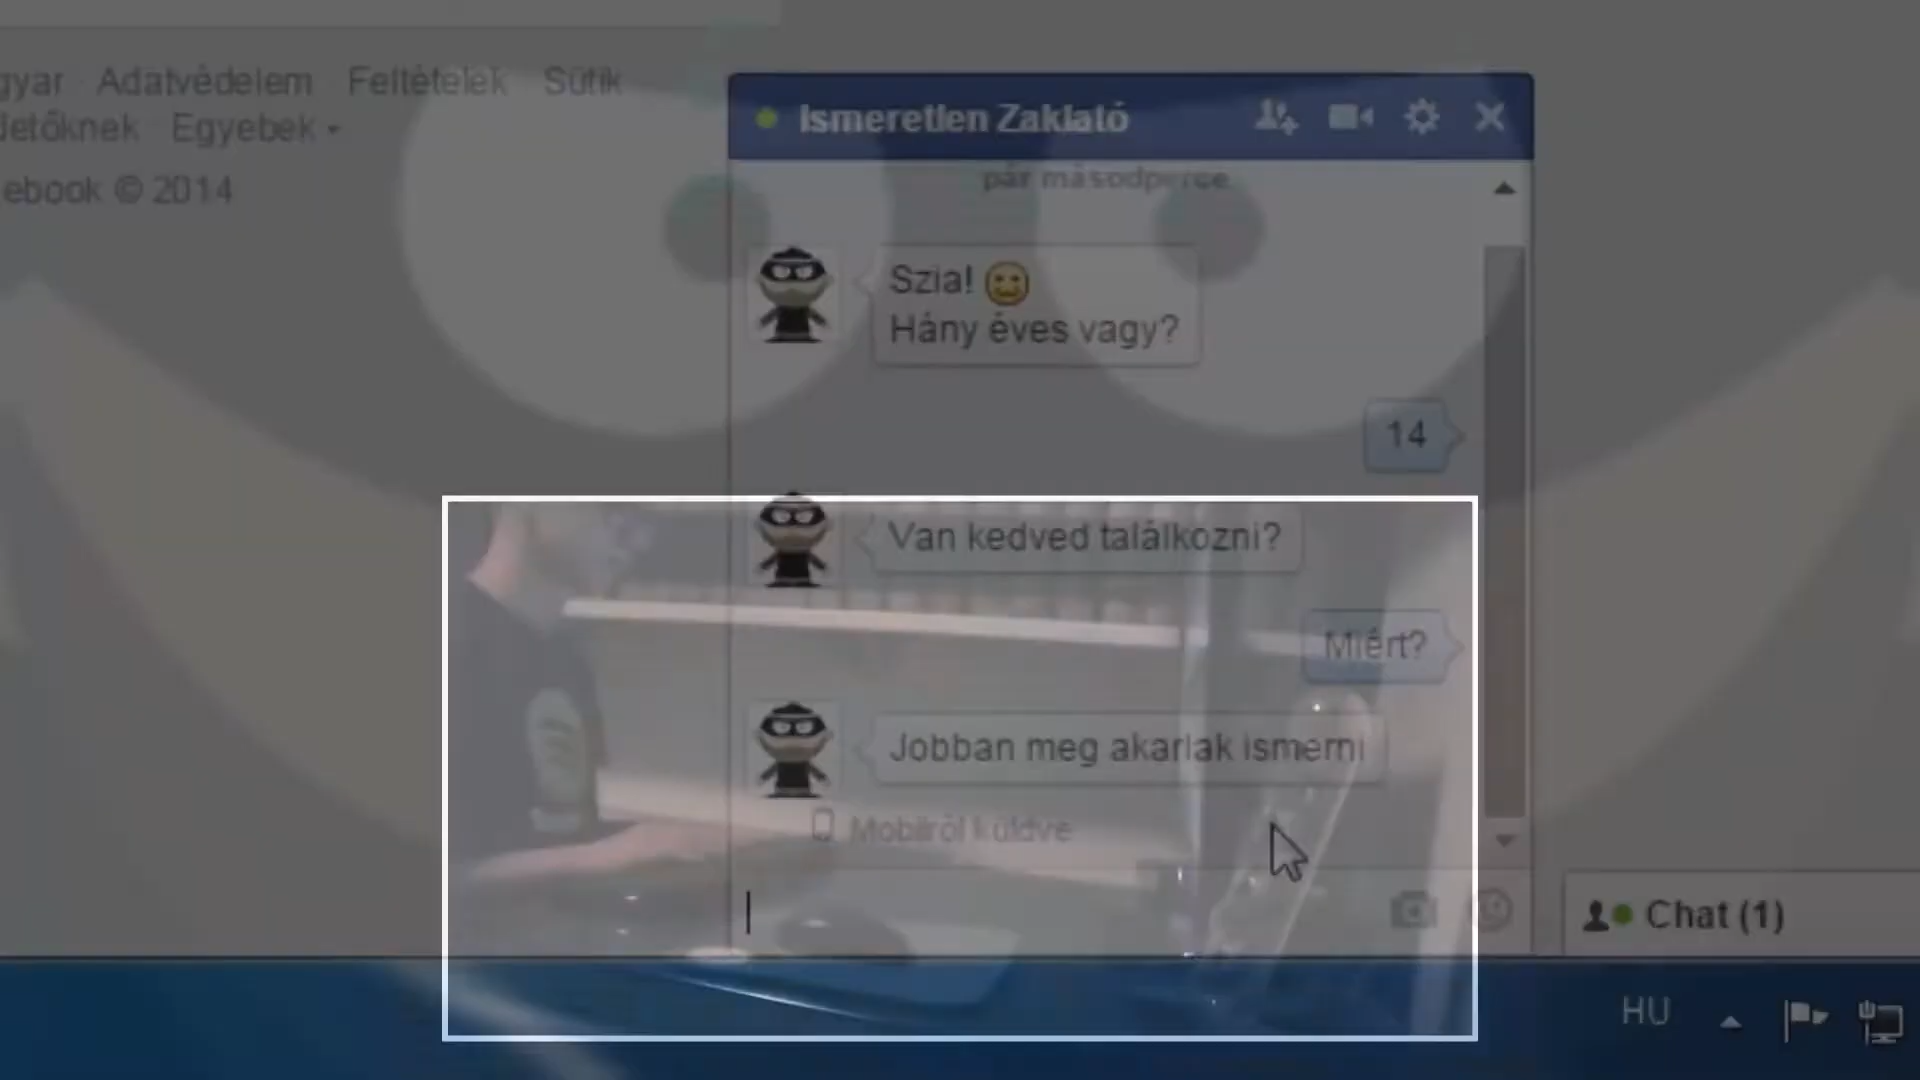 gyar Adatvédelem Feltételek Sütik
detőknek Egyebek
ebook © 2014
Ismeretlen Zaklató
pár másodperce
Szia!
Hány éves vagy?
14
Van kedved találkozni?
Miért?
Jobban meg akarlak ismerni
Mobilról küldve
Chat (1)
HU